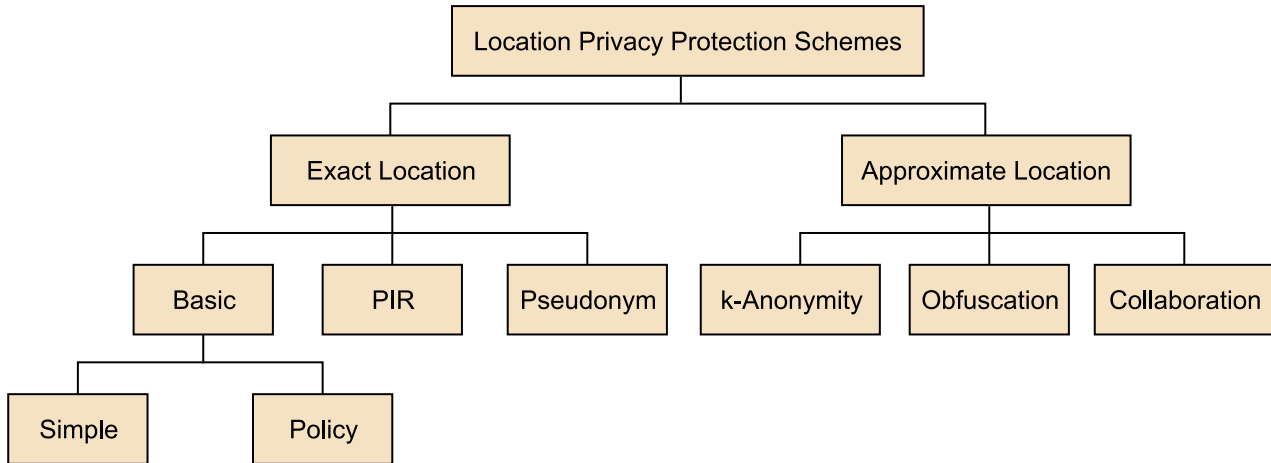 Location Privacy Protection Schemes
Exact Location
Approximate Location
Basic
PIR
Pseudonym
k-Anonymity
Obfuscation
Collaboration
Simple
Policy